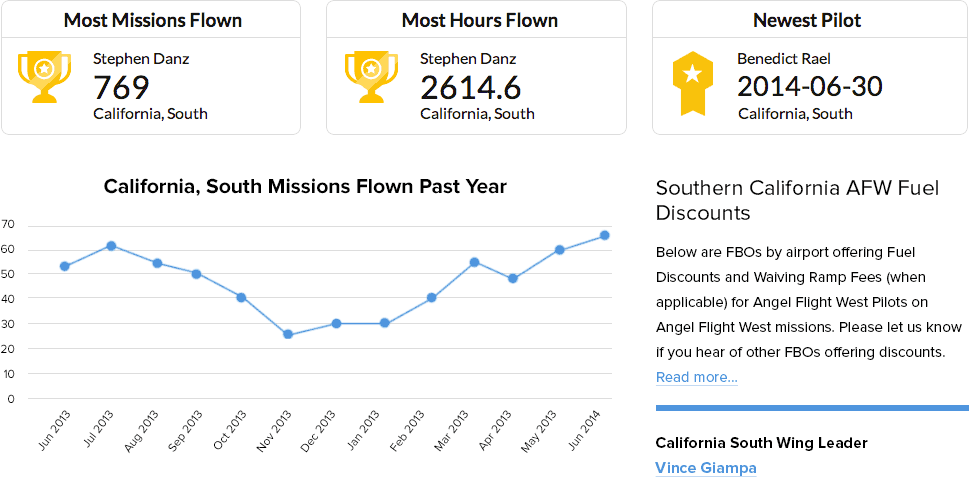 Most Missions Flown
Stephen Danz
769
California, South
Most Hours Flown
Stephen Danz
2614.6
California, South
Newest Pilot
Benedict Rael
2014-06-30
California, South
California, South Missions Flown Past Year
70
60
50
40
30
20
10
0
Jun 2013
Jul 2013
Aug 2013
Sep 2013
Oct 2013
Nov 2013
Dec 2013
Jan 2013
Feb 2013
Mar 2013
Apr 2013
May 2013
Jun 2014
Southern California AFW Fuel
Discounts
Below are FBOs by airport offering Fuel
Discounts and Waiving Ramp Fees (when
applicable) for Angel Flight West Pilots on
Angel Flight West missions. Please let us know
if you hear of other FBOs offering discounts.
Read more...
California South Wing Leader
Vince Giampa